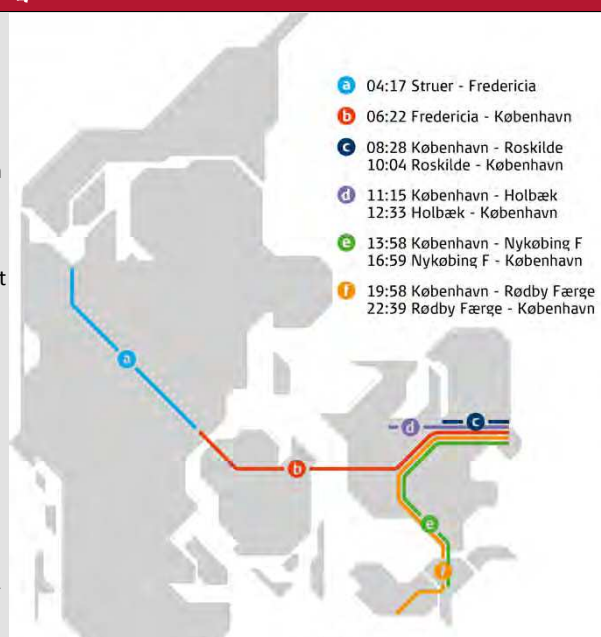 a 04:17 Struer - Fredericia
b 06:22 Fredericia - København
c 08:28 København - Roskilde
10:04 Roskilde - København
d 11:15 København - Holbæk
12:33 Holbæk - København
e 13:58 København - Nykøbing F
16:59 Nykøbing F - København
f 19:58 København - Rødby Færge
22:39 Rødby Færge - København
a
b
c
d
e
f